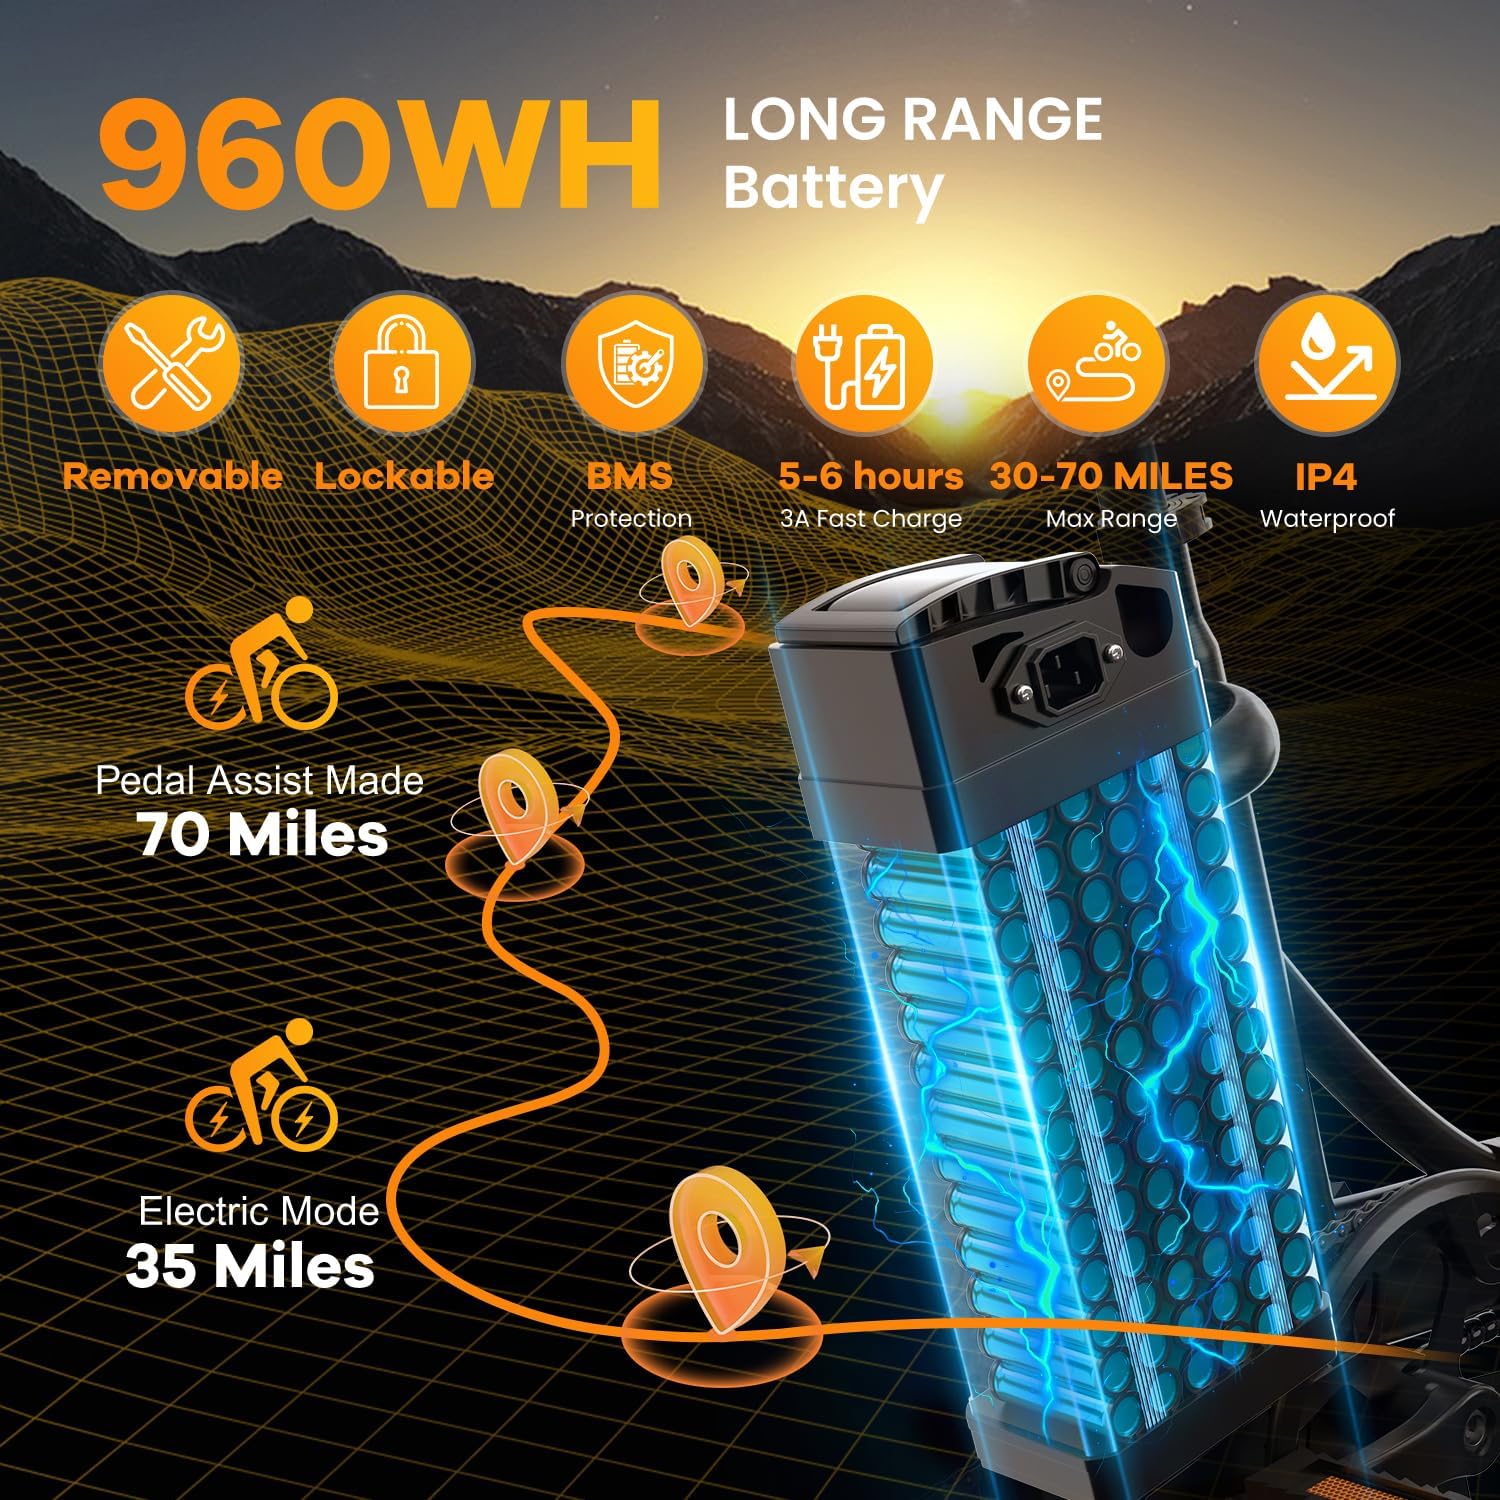 960WH
LONG RANGE
Battery
Removable
Lockable
BMS
Protection
5-6 hours
3A Fast Charge
30-70 MILES
Max Range
IP4
Waterproof
Pedal Assist Made
70 Miles
Electric Mode
35 Miles